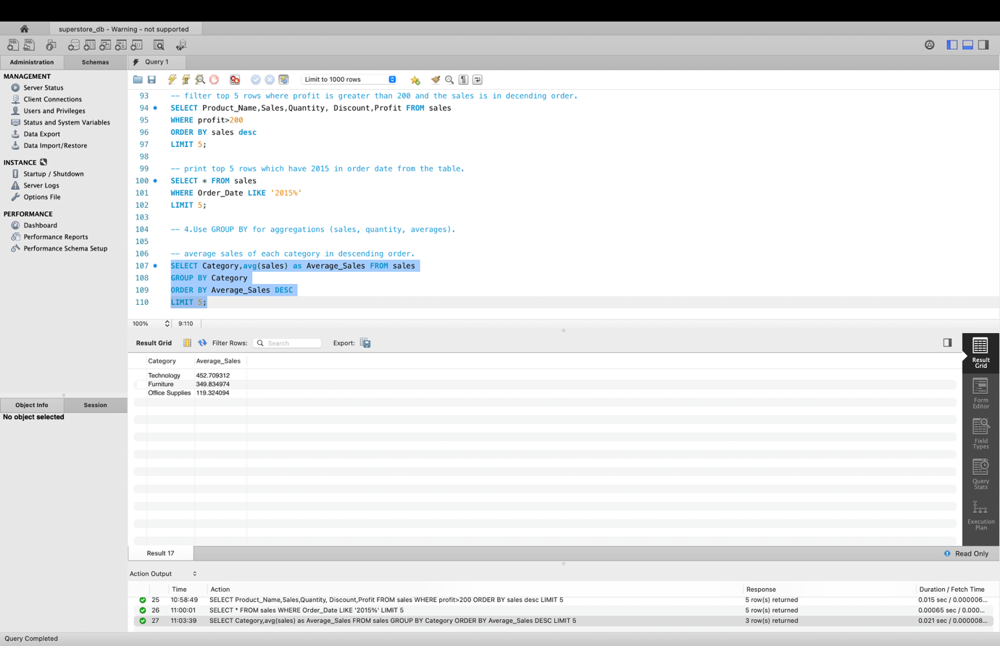 superstore_db - Warning - not supported
Administration Schemas Query 1
MANAGEMENT
Server Status
Client Connections
Users and Privileges
Status and System Variables
Data Export
Data Import/Restore
INSTANCE
Startup / Shutdown
Server Logs
Options File
PERFORMANCE
Dashboard
Performance Reports
Performance Schema Setup
Object Info Session
No object selected
Limit to 1000 rows
93 -- filter top 5 rows where profit is greater than 200 and the sales is in decending order.
94 SELECT Product_Name,Sales,Quantity, Discount,Profit FROM sales
95 WHERE profit>200
96 ORDER BY sales desc
97 LIMIT 5;
98
99 -- print top 5 rows which have 2015 in order date from the table.
100 SELECT * FROM sales
101 WHERE Order_Date LIKE '2015%'
102 LIMIT 5;
103
104 -- 4.Use GROUP BY for aggregations (sales, quantity, averages).
105
106 -- average sales of each category in descending order.
107 SELECT Category,avg(sales) as Average_Sales FROM sales
108 GROUP BY Category
109 ORDER BY Average_Sales DESC
110 LIMIT 5;
100% 9:110
Result Grid Filter Rows: Search Export:
Category Average_Sales
Technology 452.709312
Furniture 349.834974
Office Supplies 119.324094
Result
Grid
Form
Editor
Field
Types
Query
Stats
Execution
Plan
Result 17 Read Only
Action Output
Time Action Response Duration / Fetch Time
25 10:58:49 SELECT Product_Name,Sales,Quantity, Discount,Profit FROM sales WHERE profit>200 ORDER BY sales desc LIMIT 5 5 row(s) returned 0.015 sec / 0.000006...
26 11:00:01 SELECT * FROM sales WHERE Order_Date LIKE '2015%' LIMIT 5 5 row(s) returned 0.00065 sec / 0.000...
27 11:03:39 SELECT Category,avg(sales) as Average_Sales FROM sales GROUP BY Category ORDER BY Average_Sales DESC LIMIT 5 3 row(s) returned 0.021 sec / 0.000008...
Query Completed